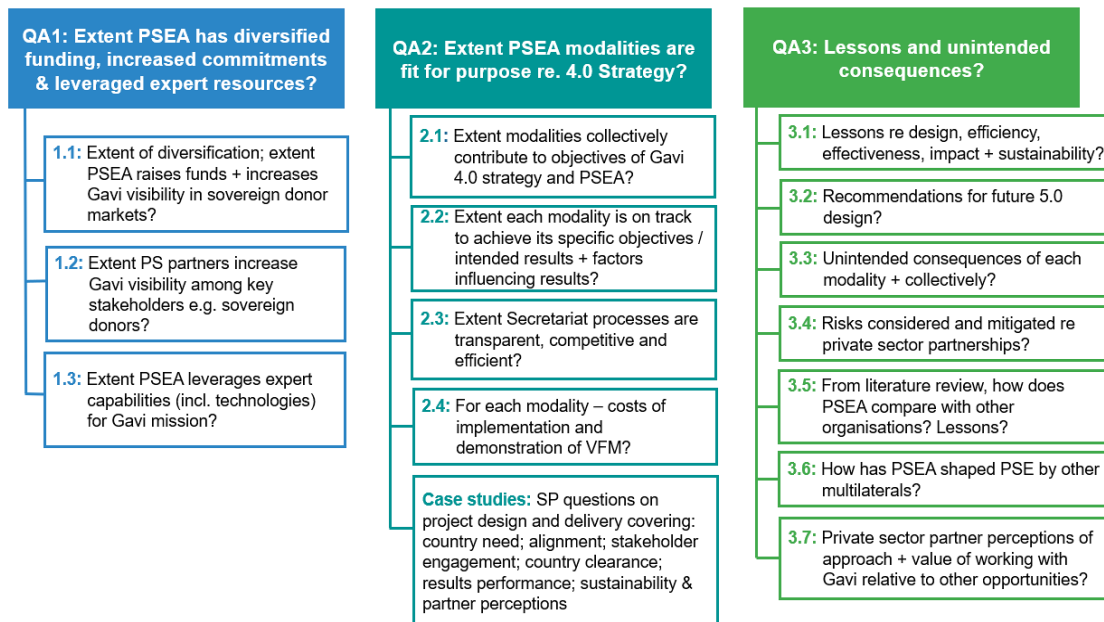 QA1: Extent PSEA has diversified
funding, increased commitments
& leveraged expert resources?
1.1: Extent of diversification; extent
PSEA raises funds + increases
Gavi visibility in sovereign donor
markets?
1.2: Extent PS partners increase
Gavi visibility among key
stakeholders e.g. sovereign
donors?
1.3: Extent PSEA leverages expert
capabilities (incl. technologies)
for Gavi mission?
QA2: Extent PSEA modalities are
fit for purpose re. 4.0 Strategy?
2.1: Extent modalities collectively
contribute to objectives of Gavi
4.0 strategy and PSEA?
2.2: Extent each modality is on track
to achieve its specific objectives /
intended results + factors
influencing results?
2.3: Extent Secretariat processes are
transparent, competitive and
efficient?
2.4: For each modality – costs of
implementation and
demonstration of VFM?
Case studies: SP questions on
project design and delivery covering:
country need; alignment; stakeholder
engagement; country clearance;
results performance; sustainability &
partner perceptions
QA3: Lessons and unintended
consequences?
3.1: Lessons re design, efficiency,
effectiveness, impact + sustainability?
3.2: Recommendations for future 5.0
design?
3.3: Unintended consequences of each
modality + collectively?
3.4: Risks considered and mitigated re
private sector partnerships?
3.5: From literature review, how does
PSEA compare with other
organisations? Lessons?
3.6: How has PSEA shaped PSE by other
multilaterals?
3.7: Private sector partner perceptions of
approach + value of working with
Gavi relative to other opportunities?